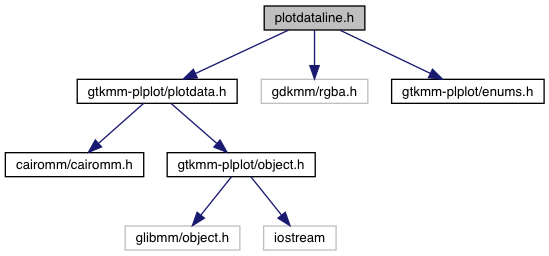 plotdataline.h
gtkmm-plplot/plotdata.h
gdkmm/rgba.h
gtkmm-plplot/enums.h
cairomm/cairomm.h
gtkmm-plplot/object.h
glibmm/object.h
iostream